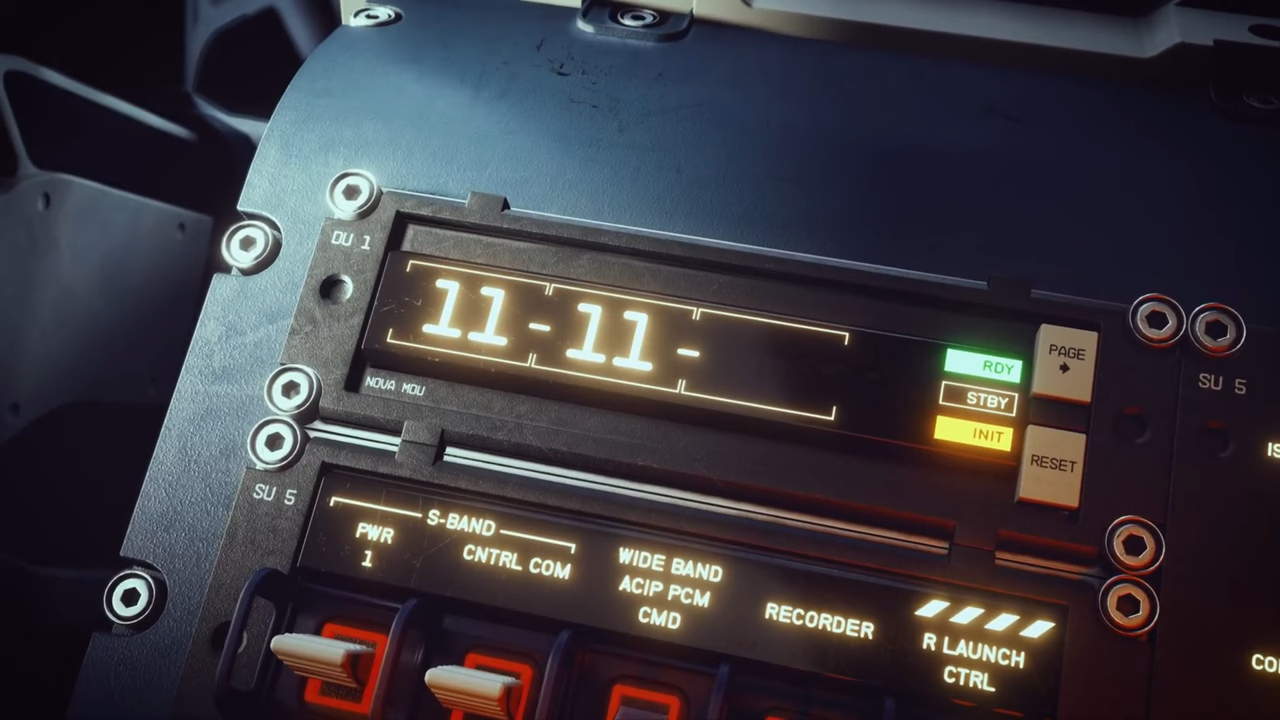 DU 1
11-11-
RDY
STBY
INIT
PAGE
RESET
NOVA MDU
SU 5
SU 5
S-BAND
PWR
1
CNTRL COM
WIDE BAND
ACIP PCM
CMD
RECORDER
R LAUNCH
CTRL